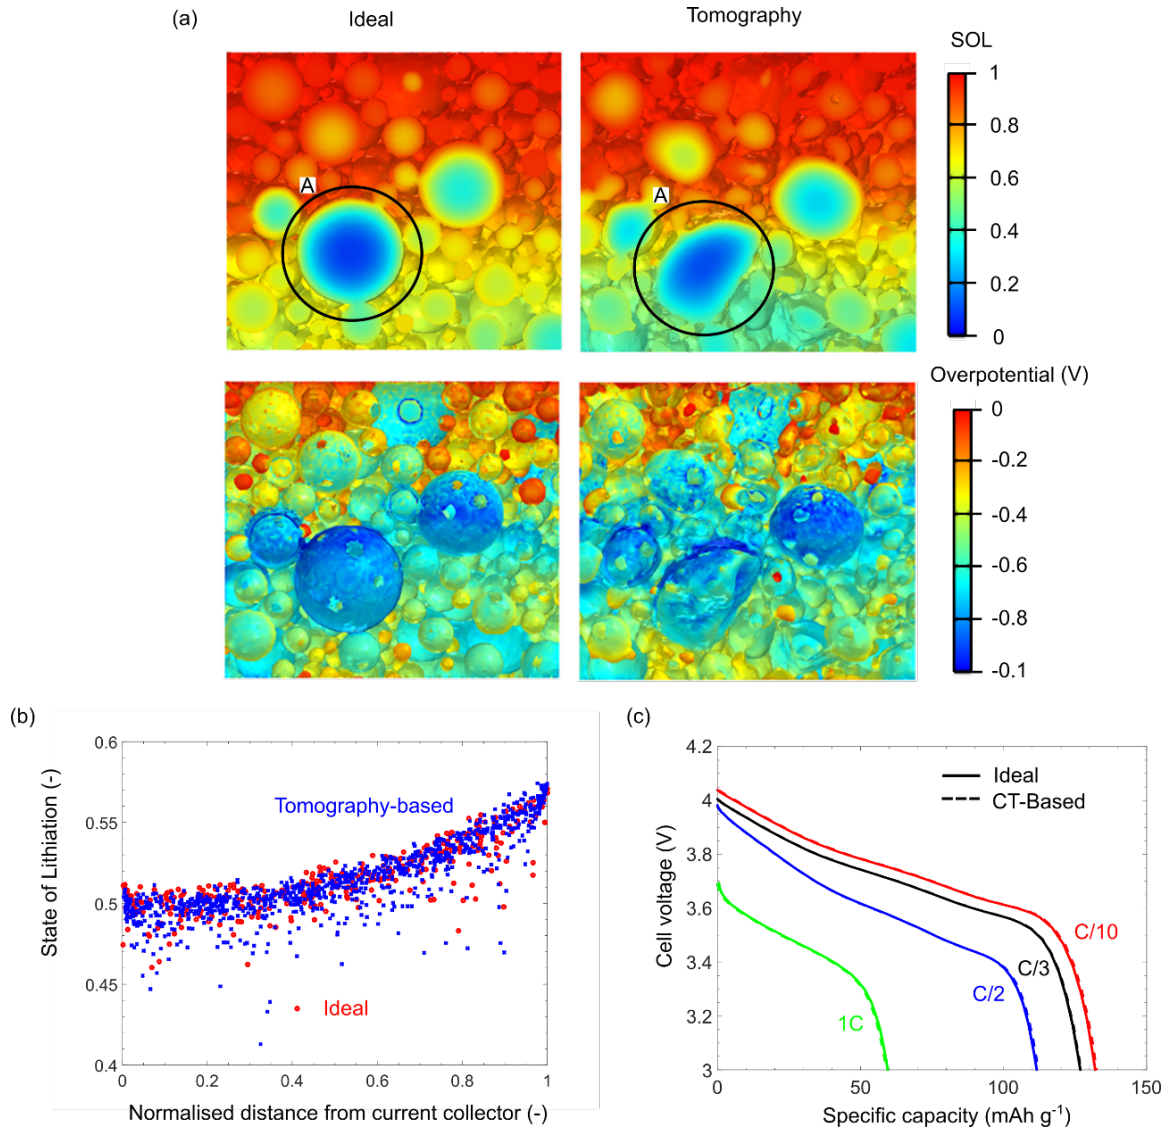 (a)
Ideal
Tomography
SOL
A
A
1
0.8
0.6
0.4
0.2
0
Overpotential (V)
0
-0.2
-0.4
-0.6
-0.8
-0.1
(b)
0.6
0.55
0.5
0.45
0.4
State of Lithiation (-)
Tomography-based
Ideal
0
0.2
0.4
0.6
0.8
1
Normalised distance from current collector (-)
(c)
4.2
4
3.8
3.6
3.4
3.2
3
Cell voltage (V)
Ideal
CT-Based
C/10
C/3
C/2
1C
0
50
100
150
Specific capacity (mAh g⁻¹)